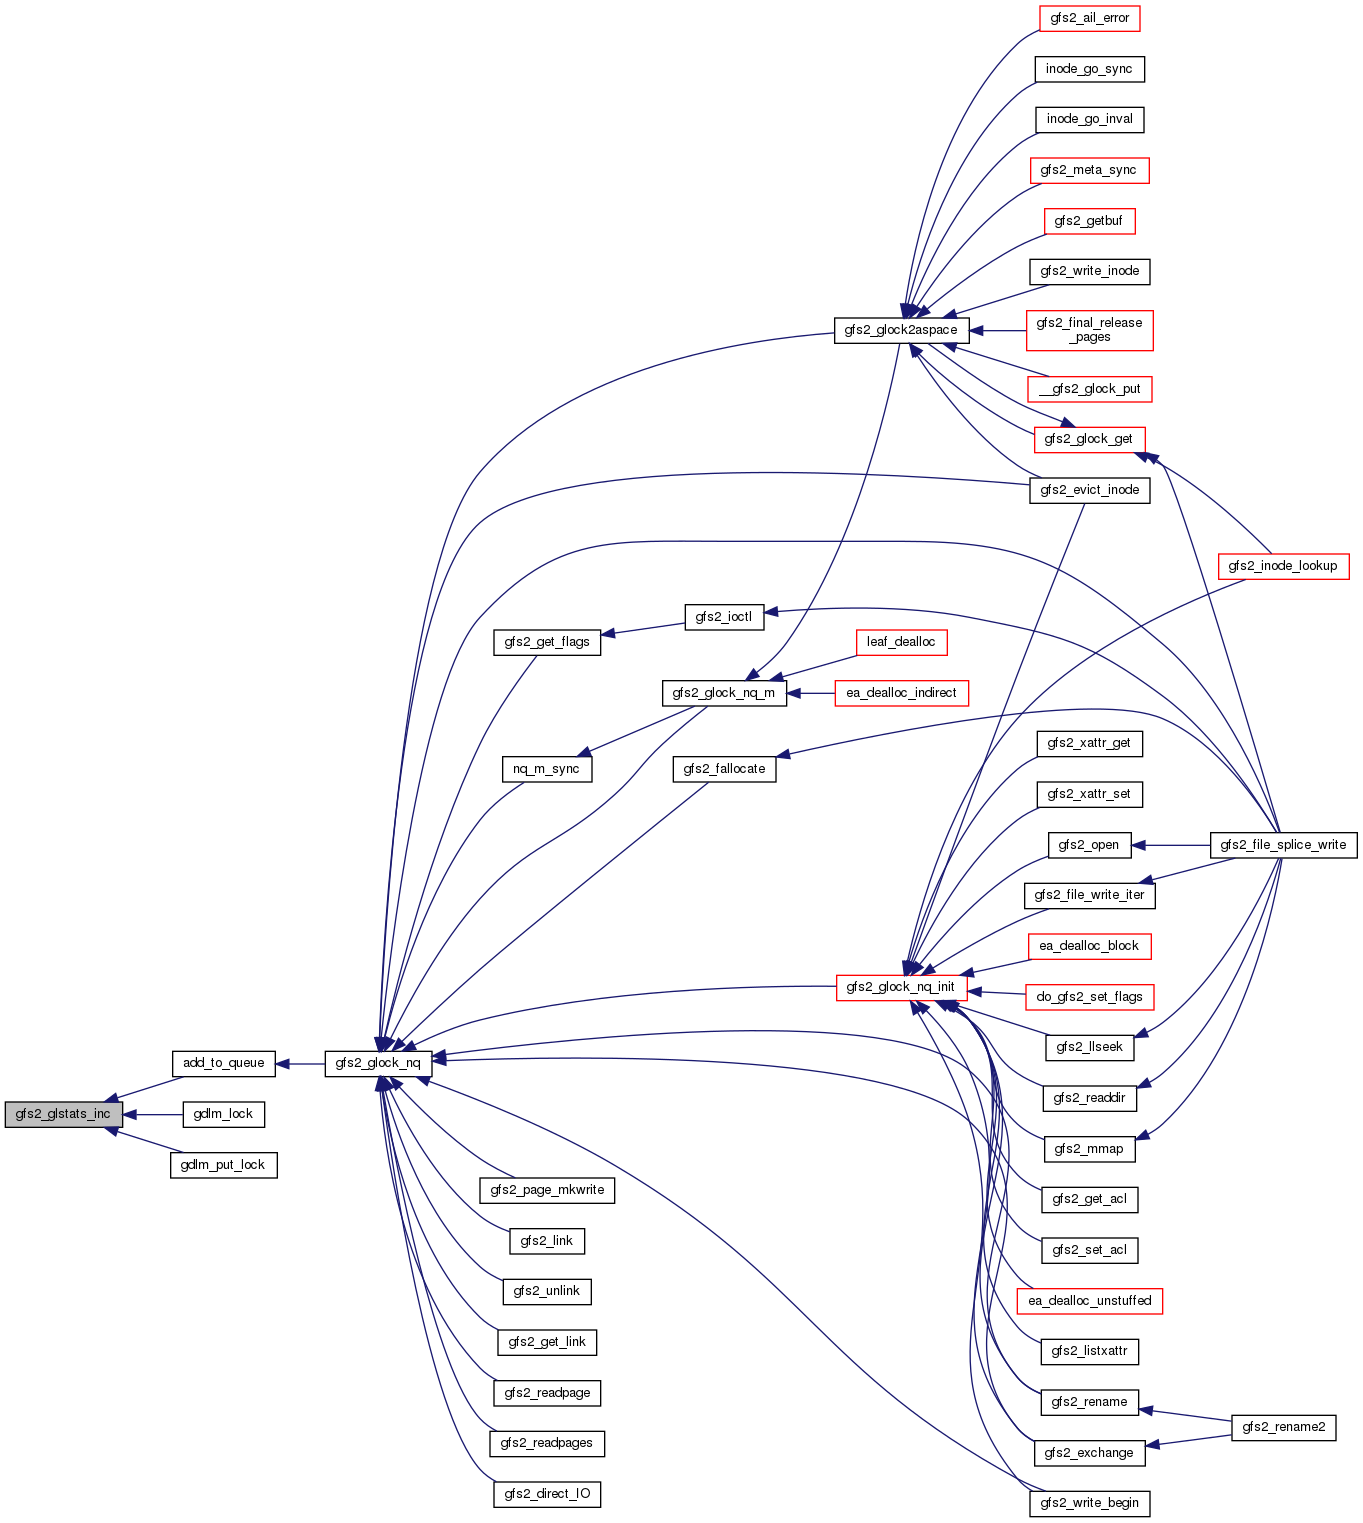 gfs2_ail_error
inode_go_sync
inode_go_inval
gfs2_meta_sync
gfs2_getbuf
gfs2_write_inode
gfs2_glock2aspace
gfs2_final_release
_pages
__gfs2_glock_put
gfs2_glock_get
gfs2_evict_inode
gfs2_inode_lookup
gfs2_ioctl
gfs2_get_flags
leaf_dealloc
gfs2_glock_nq_m
ea_dealloc_indirect
gfs2_xattr_get
nq_m_sync
gfs2_fallocate
gfs2_xattr_set
gfs2_open
gfs2_file_splice_write
gfs2_file_write_iter
ea_dealloc_block
gfs2_glock_nq_init
do_gfs2_set_flags
gfs2_llseek
add_to_queue
gfs2_glock_nq
gfs2_readdir
gfs2_glstats_inc
gdlm_lock
gfs2_mmap
gdlm_put_lock
gfs2_page_mkwrite
gfs2_get_acl
gfs2_link
gfs2_set_acl
gfs2_unlink
ea_dealloc_unstuffed
gfs2_get_link
gfs2_listxattr
gfs2_readpage
gfs2_rename
gfs2_rename2
gfs2_readpages
gfs2_exchange
gfs2_direct_IO
gfs2_write_begin